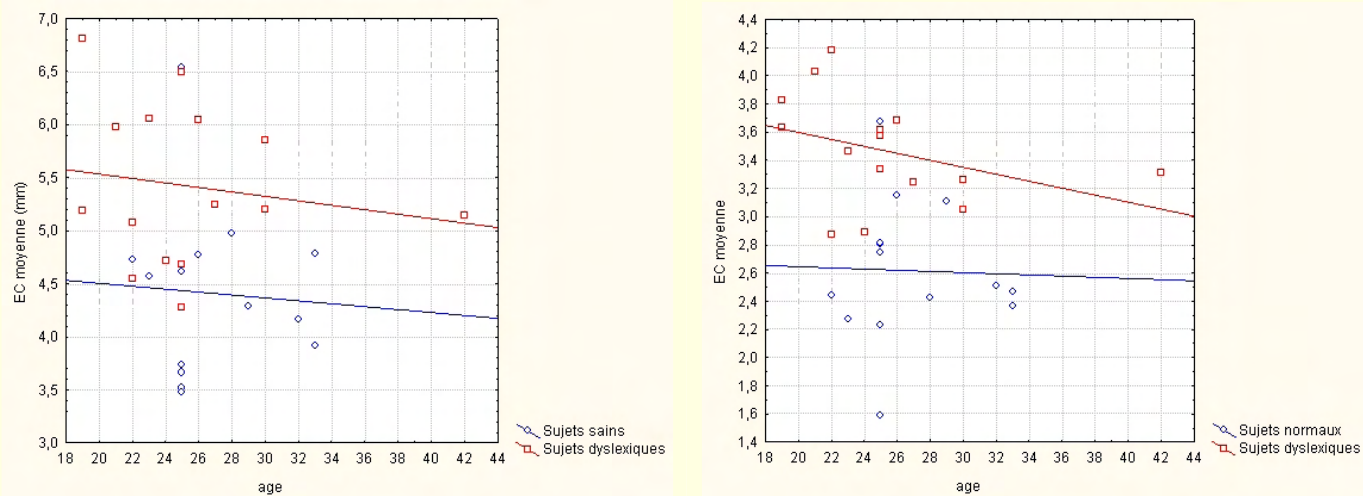 7,0
6,5
6,0
5,5
5,0
4,5
4,0
3,5
3,0
EC moyenne (mm)
18 20 22 24 26 28 30 32 34 36 38 40 42 44
age
Sujets sains
Sujets dyslexiques
4,4
4,2
4,0
3,8
3,6
3,4
3,2
3,0
2,8
2,6
2,4
2,2
2,0
1,8
1,6
1,4
EC moyenne
18 20 22 24 26 28 30 32 34 36 38 40 42 44
age
Sujets normaux
Sujets dyslexiques